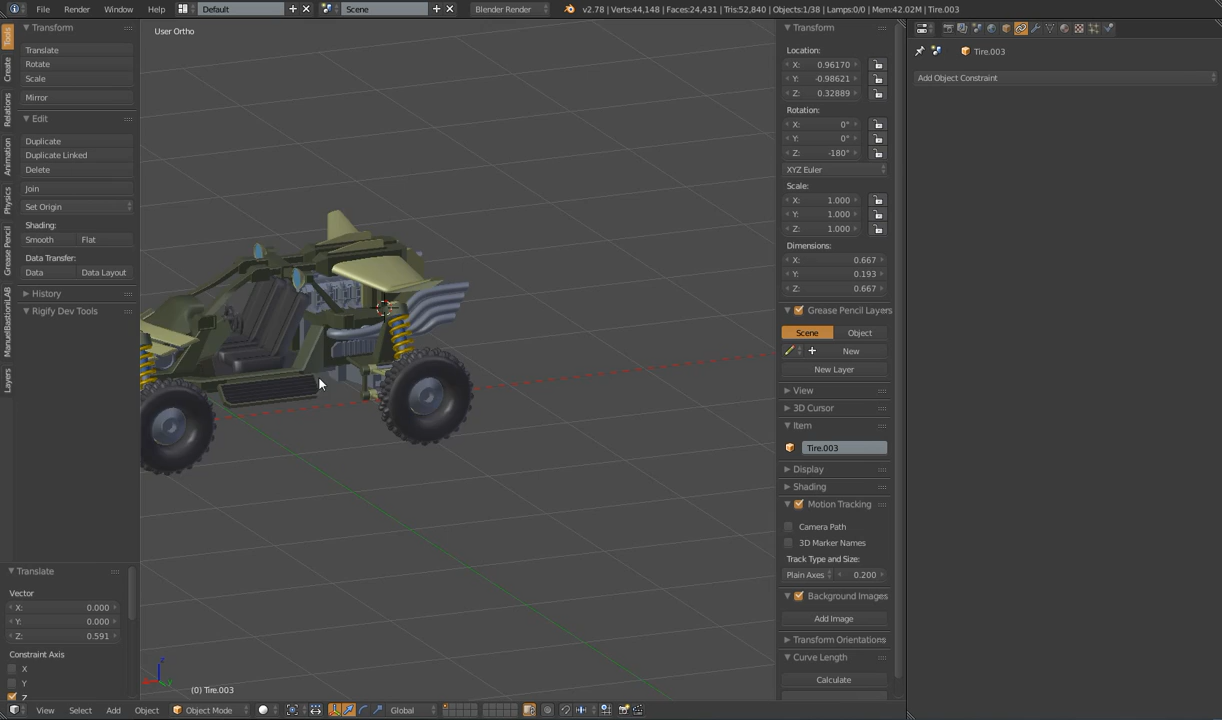 File Render Window Help Default Scene Blender Render v2.78 | Verts:44,148 | Faces:24,431 | Tris:52,840 | Objects:1/38 | Lamps:0/0 | Mem:42.02M | Tire.003
Tools
Create
Relations
Animation
Physics
Grease Pencil
ManuelBastioniLAB
Layers
Transform
Translate
Rotate
Scale
Mirror
Edit
Duplicate
Duplicate Linked
Delete
Join
Set Origin
Shading:
Smooth Flat
Data Transfer:
Data Data Layout
History
Rigify Dev Tools
Translate
Vector
X: 0.000
Y: 0.000
Z: 0.591
Constraint Axis
X
Y
Z
User Ortho
(0) Tire.003
Transform
Location:
X: 0.96170
Y: -0.98621
Z: 0.32889
Rotation:
X: 0°
Y: 0°
Z: -180°
XYZ Euler
Scale:
X: 1.000
Y: 1.000
Z: 1.000
Dimensions:
X: 0.667
Y: 0.193
Z: 0.667
Grease Pencil Layers
Scene Object
New
New Layer
View
3D Cursor
Item
Tire.003
Display
Shading
Motion Tracking
Camera Path
3D Marker Names
Track Type and Size:
Plain Axes 0.200
Background Images
Add Image
Transform Orientations
Curve Length
Calculate
Tire.003
Add Object Constraint
View Select Add Object Object Mode Global